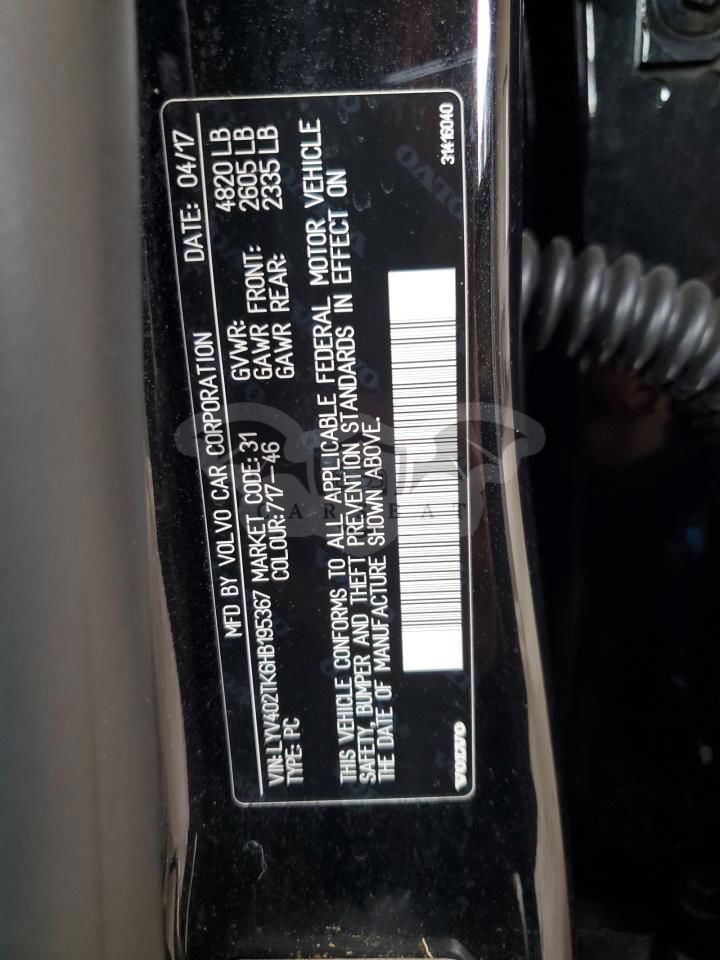 MFD BY VOLVO CAR CORPORATION DATE: 04/17
VIN:LYV402TK6HB195367 MARKET CODE: 31 GVWR: 4820 LB
TYPE: PC COLOUR:717-46 GAWR FRONT: 2605 LB
GAWR REAR: 2335 LB
THIS VEHICLE CONFORMS TO ALL APPLICABLE FEDERAL MOTOR VEHICLE
SAFETY, BUMPER AND THEFT PREVENTION STANDARDS IN EFFECT ON
THE DATE OF MANUFACTURE SHOWN ABOVE.
VOLVO 31416040